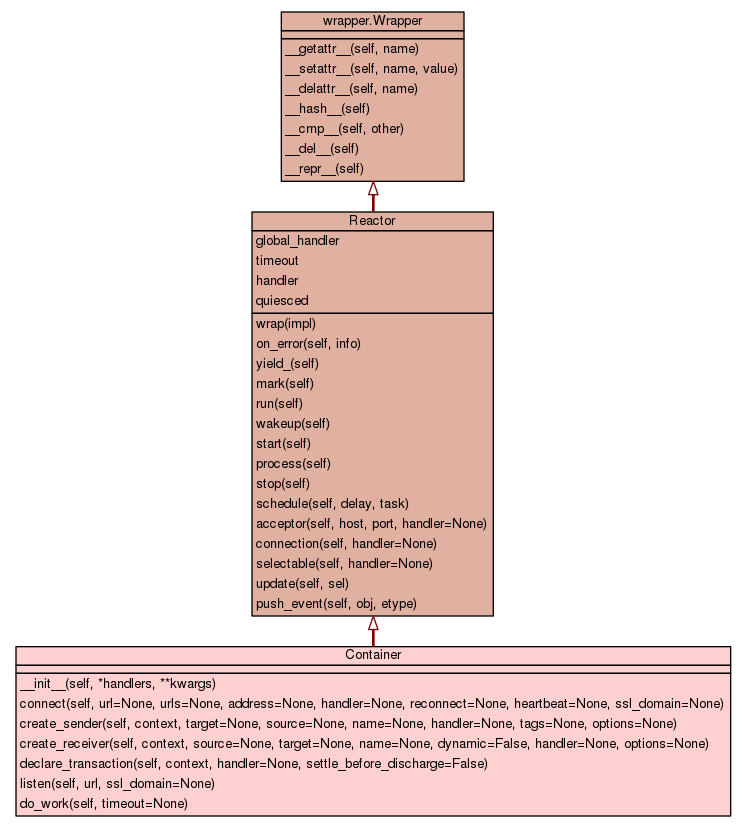 wrapper.Wrapper
__getattr__(self, name)
__setattr__(self, name, value)
__delattr__(self, name)
__hash__(self)
__cmp__(self, other)
__del__(self)
__repr__(self)
Reactor
global_handler
timeout
handler
quiesced
wrap(impl)
on_error(self, info)
yield_(self)
mark(self)
run(self)
wakeup(self)
start(self)
process(self)
stop(self)
schedule(self, delay, task)
acceptor(self, host, port, handler=None)
connection(self, handler=None)
selectable(self, handler=None)
update(self, sel)
push_event(self, obj, etype)
Container
__init__(self, *handlers, **kwargs)
connect(self, url=None, urls=None, address=None, handler=None, reconnect=None, heartbeat=None, ssl_domain=None)
create_sender(self, context, target=None, source=None, name=None, handler=None, tags=None, options=None)
create_receiver(self, context, source=None, target=None, name=None, dynamic=False, handler=None, options=None)
declare_transaction(self, context, handler=None, settle_before_discharge=False)
listen(self, url, ssl_domain=None)
do_work(self, timeout=None)